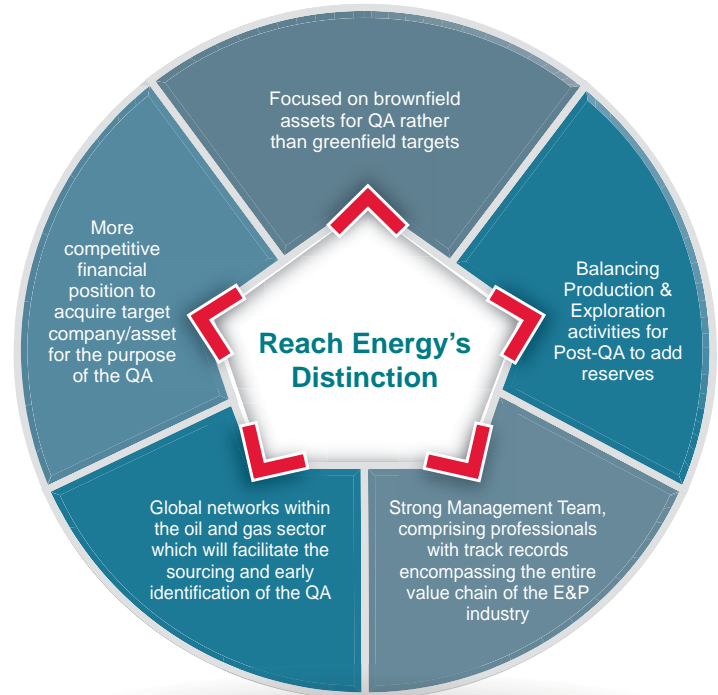 Focused on brownfield
assets for QA rather
than greenfield targets
More
competitive
financial
position to
acquire target
company/asset
for the purpose
of the QA
Balancing
Production &
Exploration
activities for
Post-QA to add
reserves
Reach Energy's
Distinction
Global networks within
the oil and gas sector
which will facilitate the
sourcing and early
identification of the QA
Strong Management Team,
comprising professionals
with track records
encompassing the entire
value chain of the E&P
industry